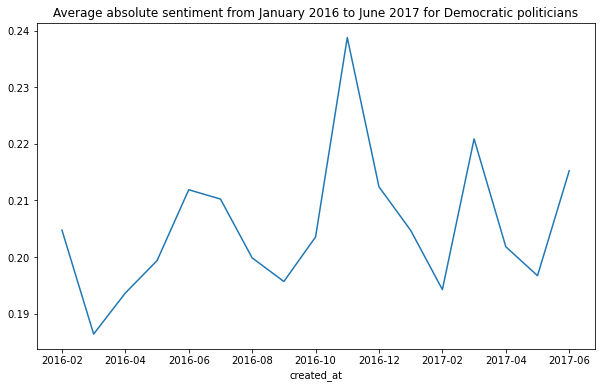 Average absolute sentiment from January 2016 to June 2017 for Democratic politicians
0.24
0.23
0.22
0.21
0.20
0.19
2016-02 2016-04 2016-06 2016-08 2016-10 2016-12 2017-02 2017-04 2017-06
created_at